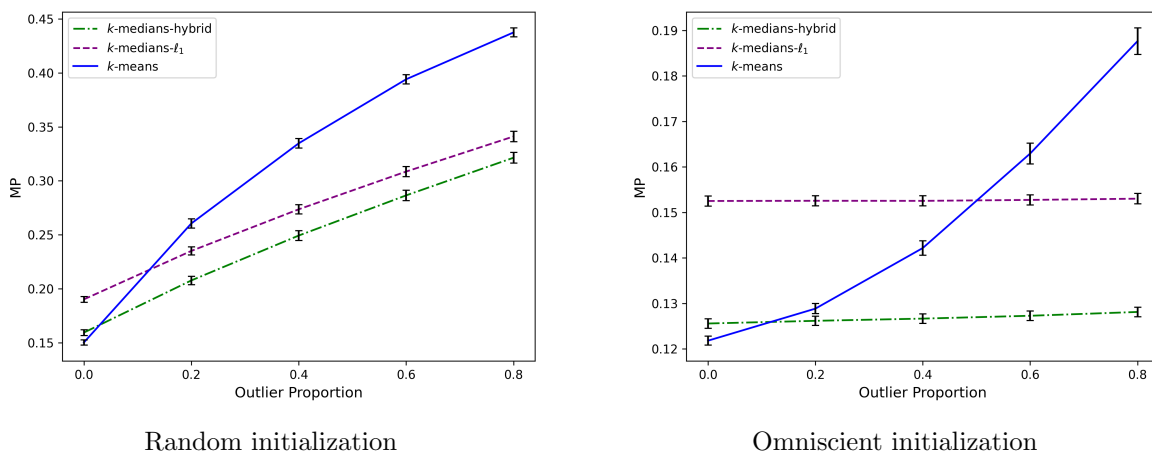 k-medians-hybrid
k-medians-ℓ₁
k-means
0.45
0.40
0.35
0.30
0.25
0.20
0.15
MP
0.0 0.2 0.4 0.6 0.8
Outlier Proportion
Random initialization
k-medians-hybrid
k-medians-ℓ₁
k-means
0.19
0.18
0.17
0.16
0.15
0.14
0.13
0.12
MP
0.0 0.2 0.4 0.6 0.8
Outlier Proportion
Omniscient initialization